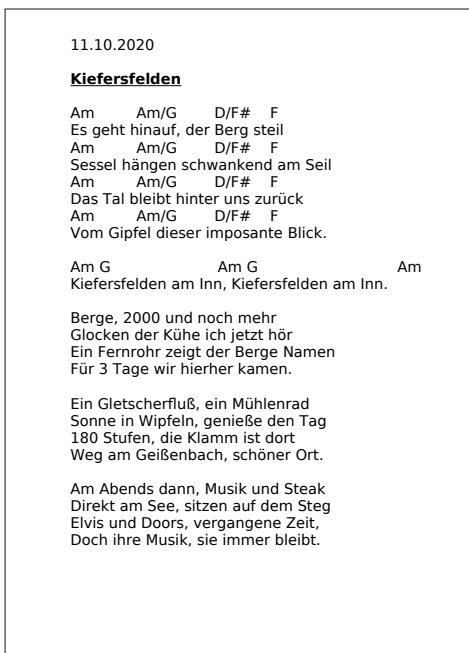 11.10.2020
Kiefersfelden
Am Am/G D/F# F
Es geht hinauf, der Berg steil
Am Am/G D/F# F
Sessel hängen schwankend am Seil
Am Am/G D/F# F
Das Tal bleibt hinter uns zurück
Am Am/G D/F# F
Vom Gipfel dieser imposante Blick.
Am G Am G Am
Kiefersfelden am Inn, Kiefersfelden am Inn.
Berge, 2000 und noch mehr
Glocken der Kühe ich jetzt hör
Ein Fernrohr zeigt der Berge Namen
Für 3 Tage wir hierher kamen.
Ein Gletscherfluß, ein Mühlenrad
Sonne in Wipfeln, genieße den Tag
180 Stufen, die Klamm ist dort
Weg am Geißenbach, schöner Ort.
Am Abends dann, Musik und Steak
Direkt am See, sitzen auf dem Steg
Elvis und Doors, vergangene Zeit,
Doch ihre Musik, sie immer bleibt.